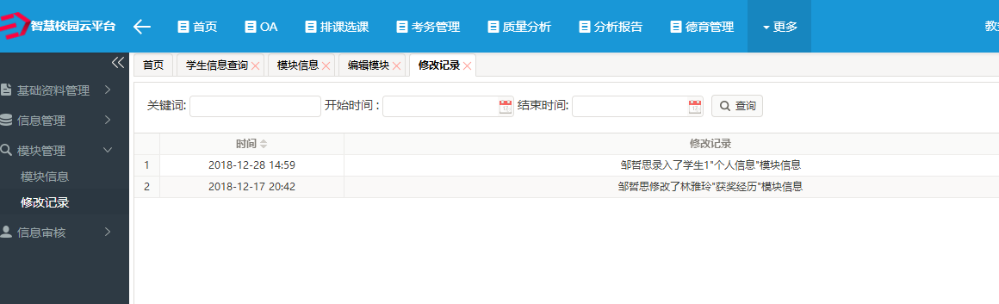 智慧校园云平台 首页 OA 排课选课 考务管理 质量分析 分析报告 德育管理 更多
首页 学生信息查询 模块信息 编辑模块 修改记录
基础资料管理
信息管理
模块管理
模块信息
修改记录
信息审核
关键词: 开始时间 : 结束时间: 查询
时间 修改记录
1 2018-12-28 14:59 邹哲思录入了学生1"个人信息"模块信息
2 2018-12-17 20:42 邹哲思修改了林雅玲"获奖经历"模块信息